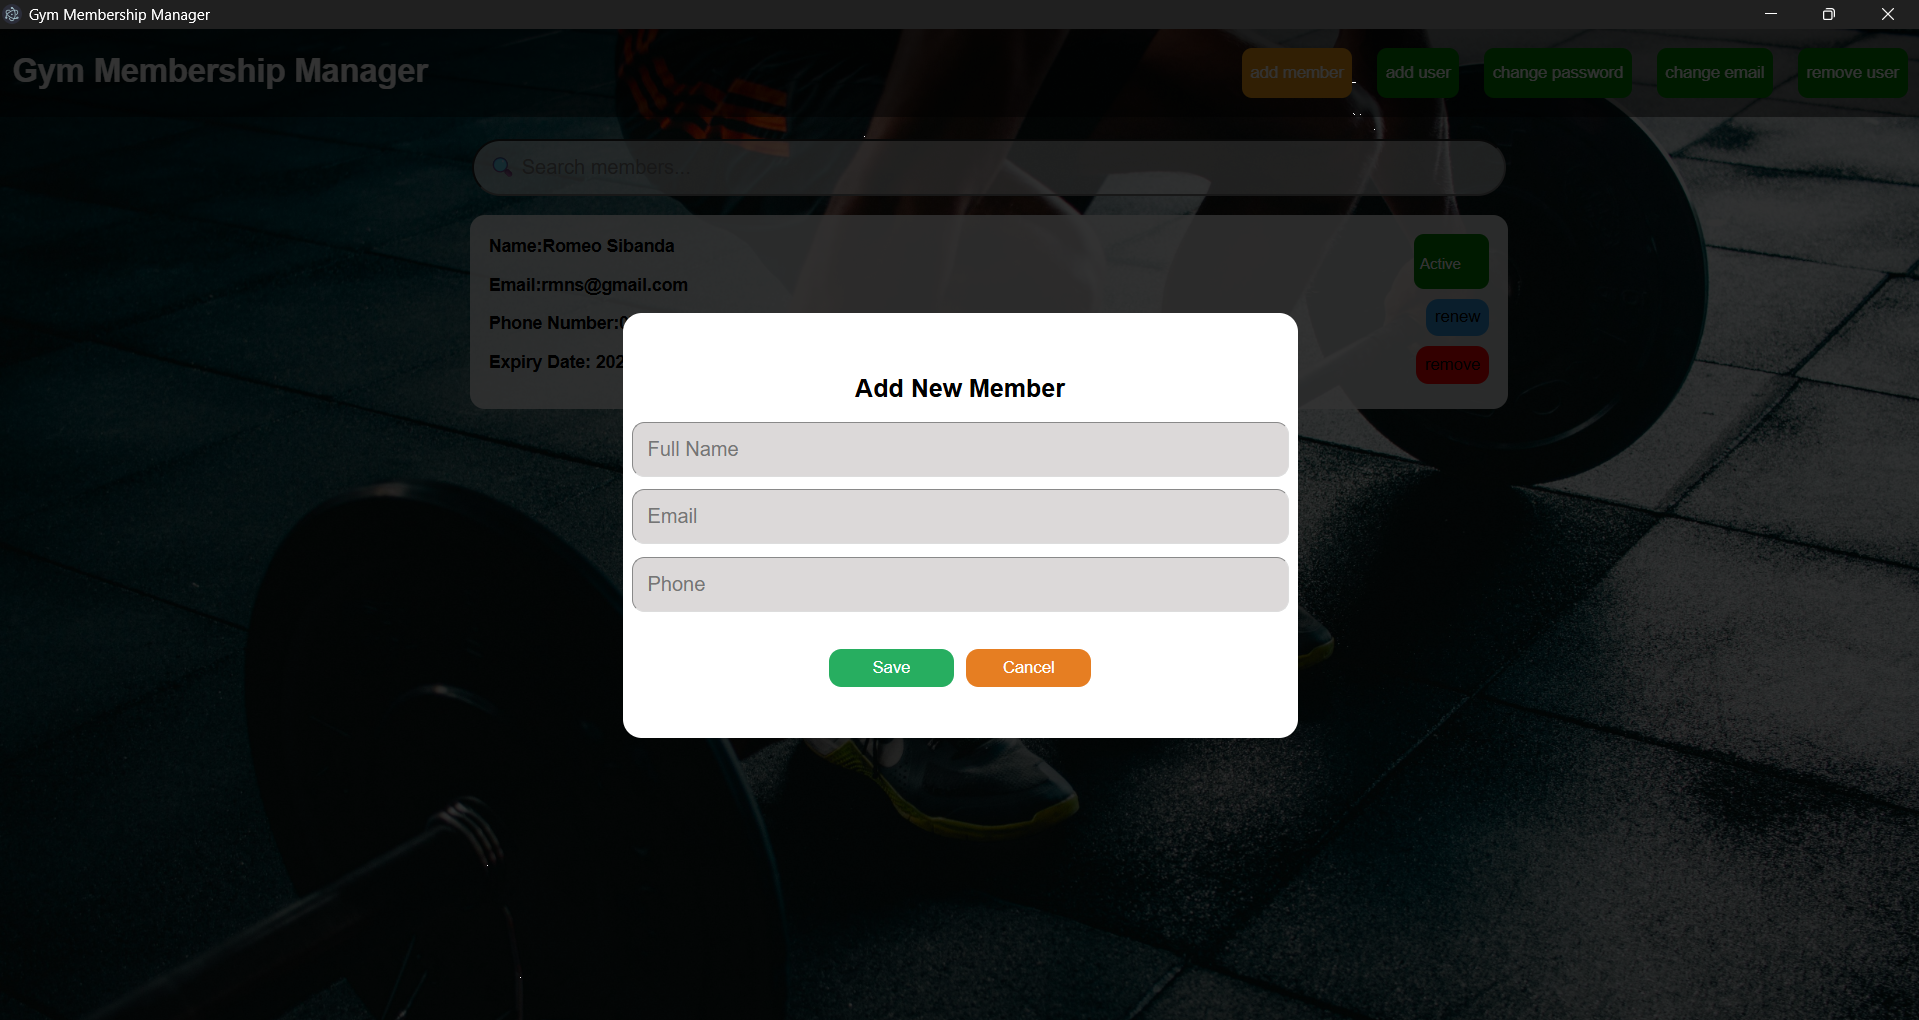 Gym Membership Manager
Gym Membership Manager
add member
add user
change password
change email
remove user
🔍 Search members...
Name:Romeo Sibanda
Active
Email:rmns@gmail.com
renew
Phone Number:
Expiry Date: 202
remove
Add New Member
Full Name
Email
Phone
Save
Cancel